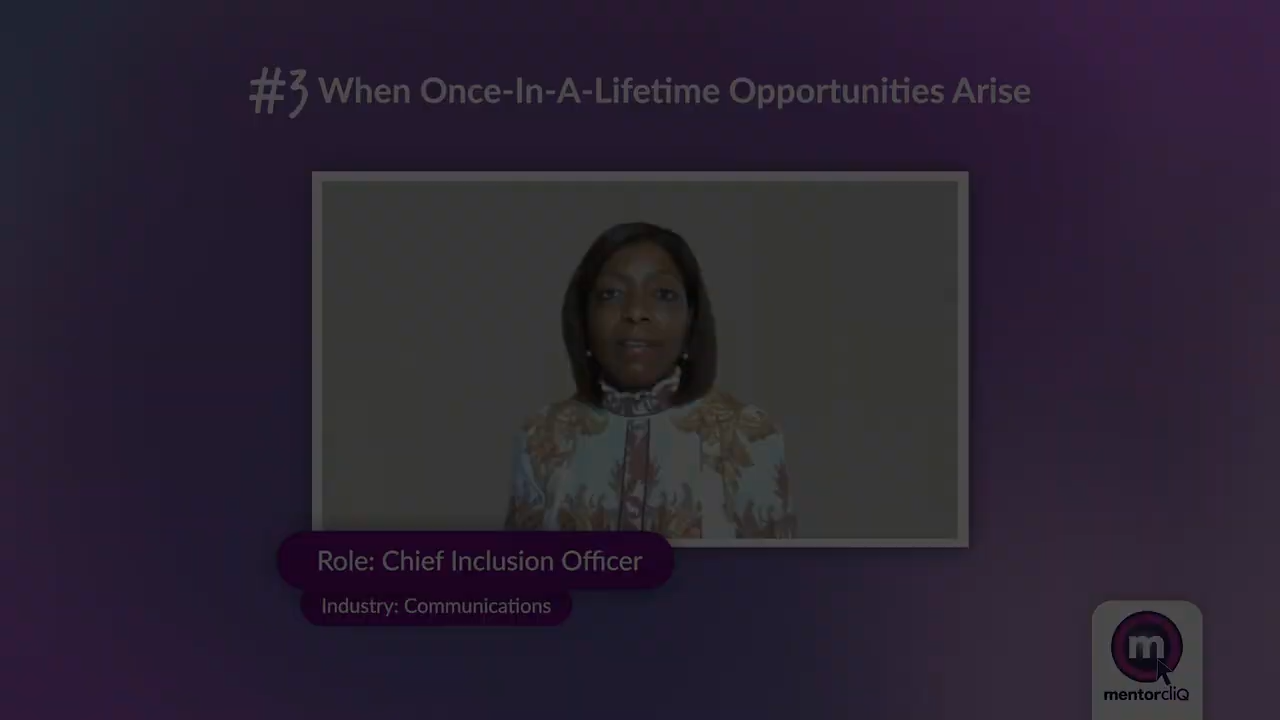 #3 When Once-In-A-Lifetime Opportunities Arise
Role: Chief Inclusion Officer
Industry: Communications
m
mentorcliQ